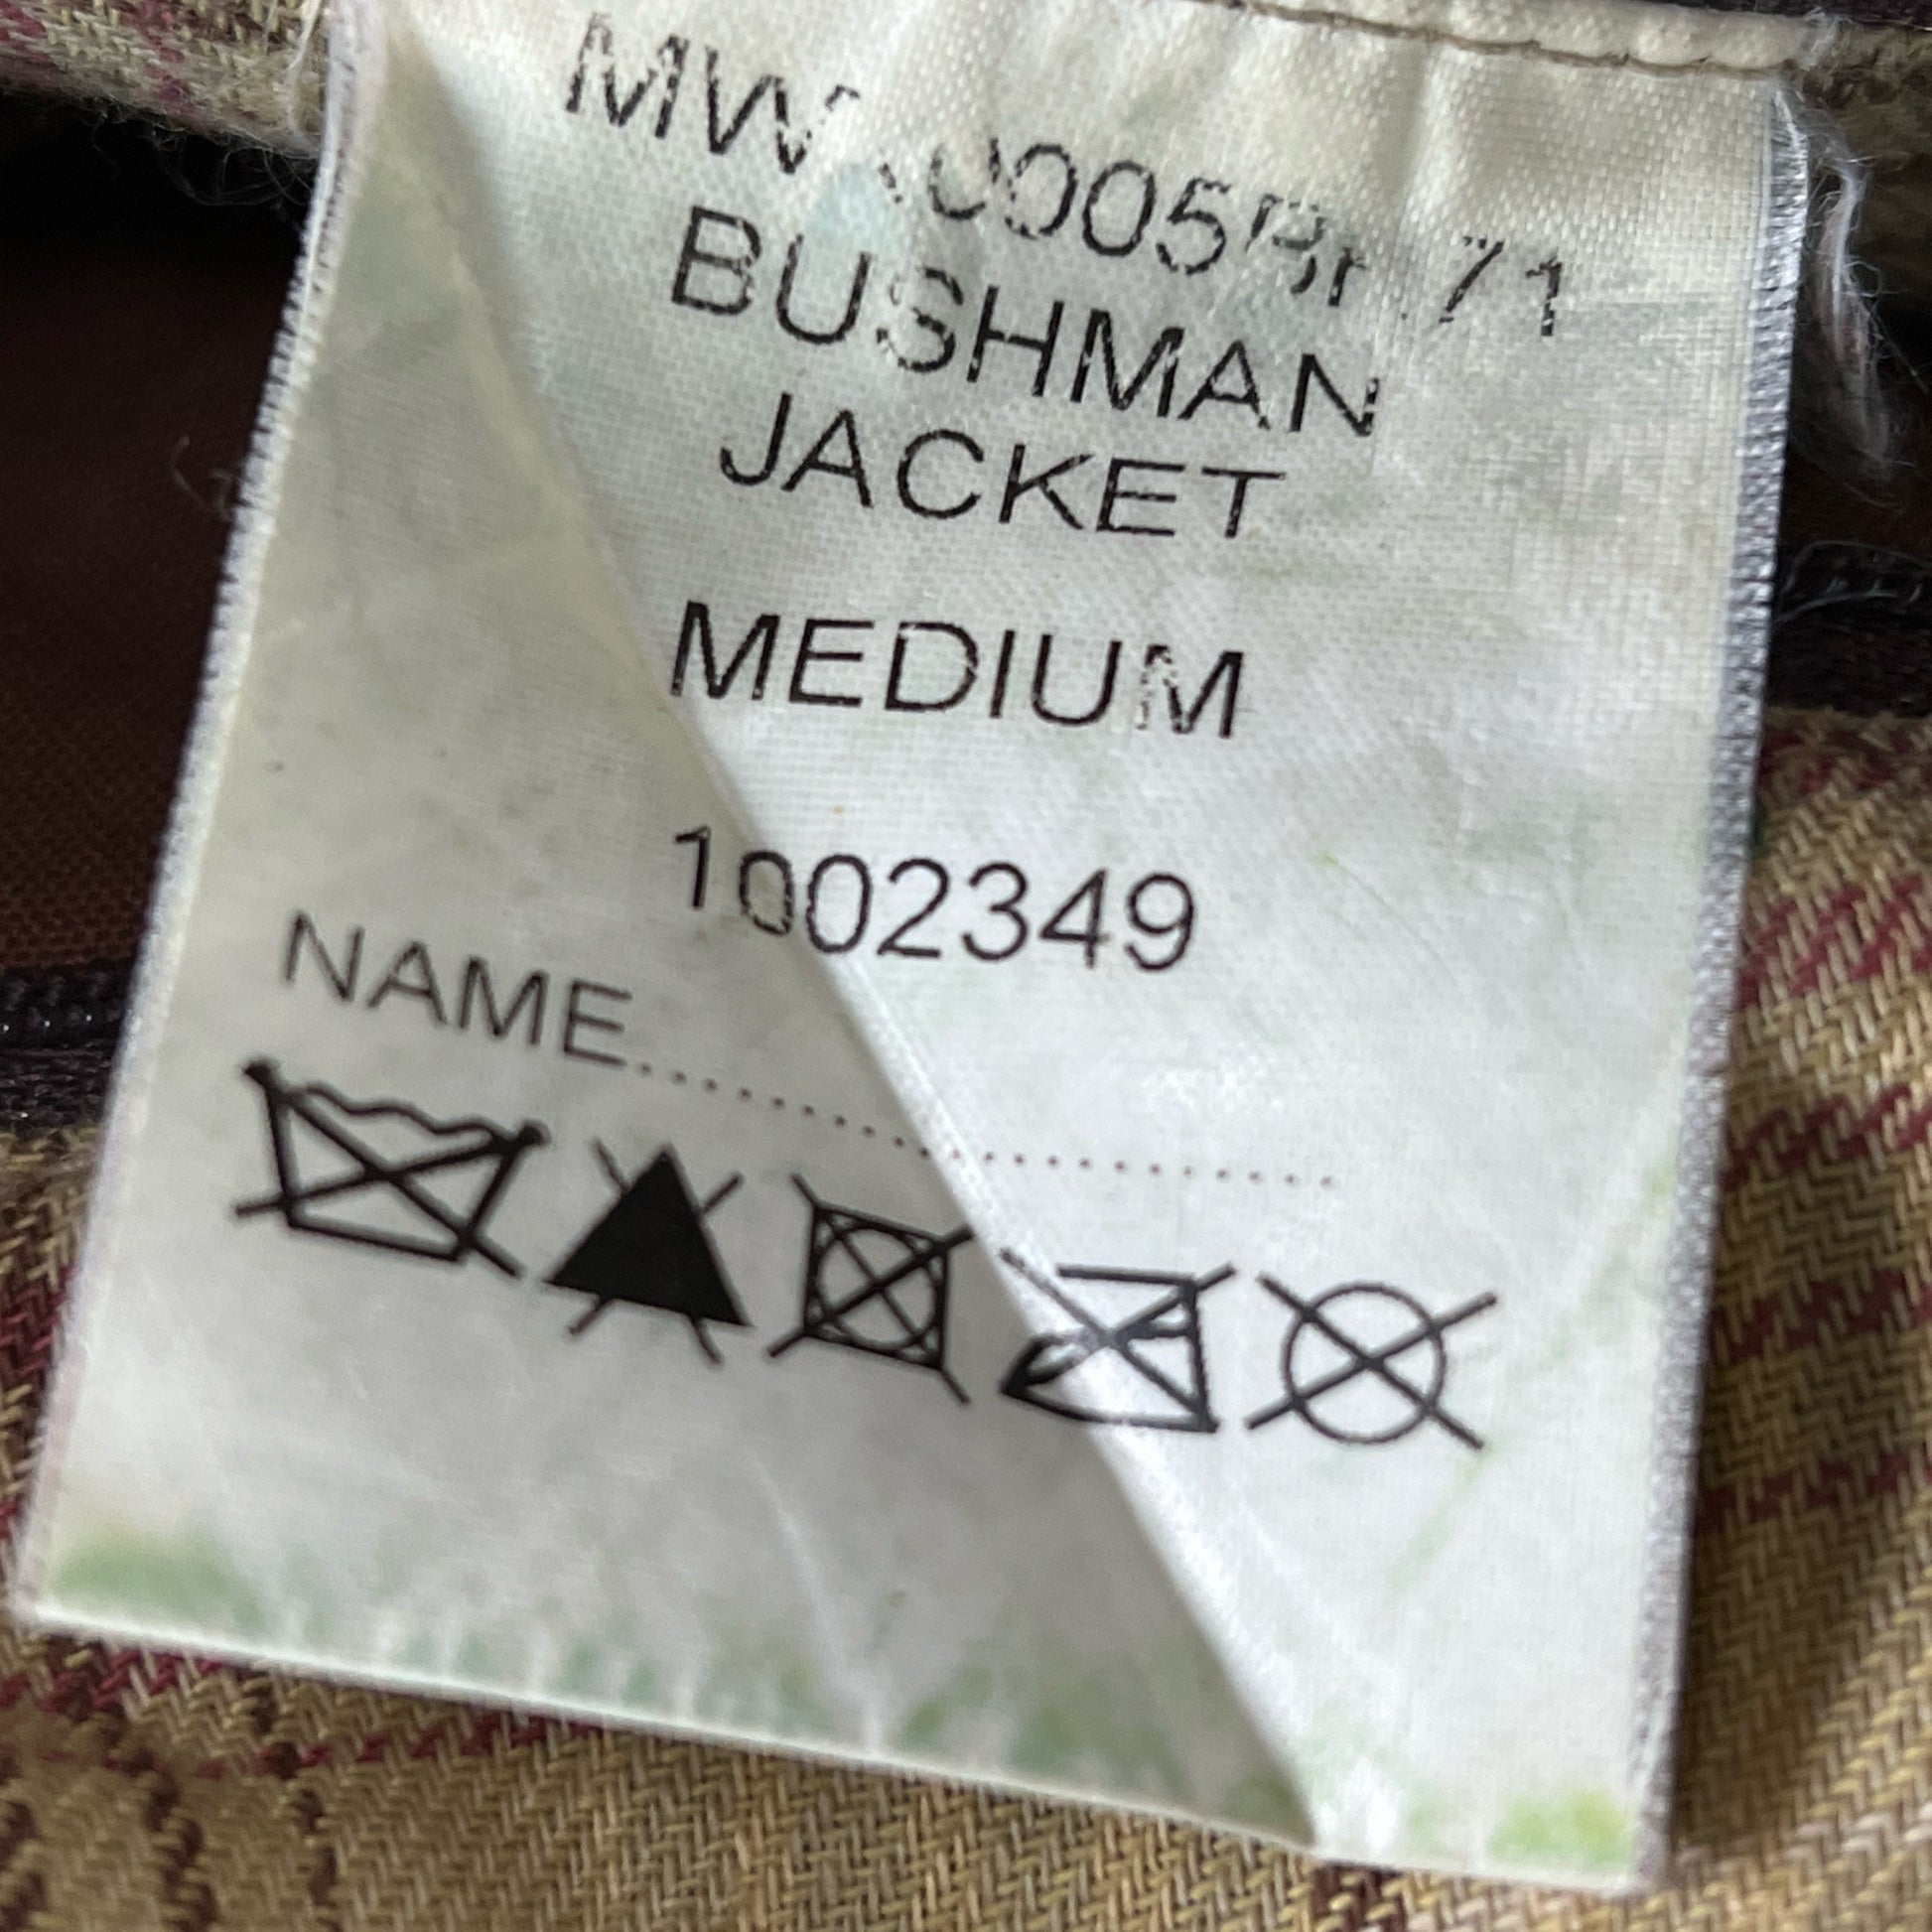 BUSHMAN
JACKET
MEDIUM
1002349
NAME..............................